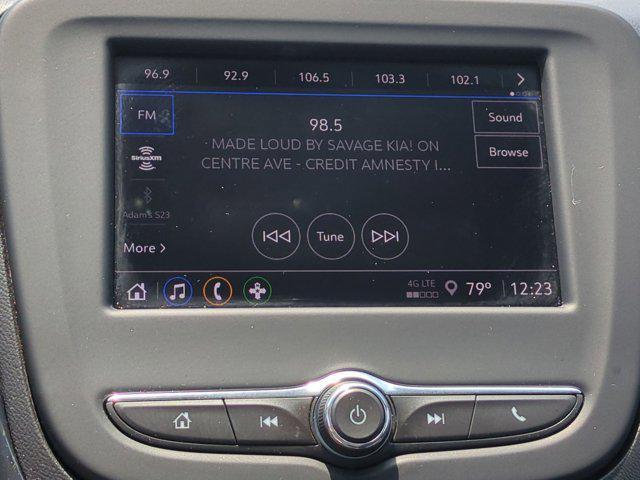 96.9 92.9 106.5 103.3 102.1
FM
98.5
Sound
· MADE LOUD BY SAVAGE KIA! ON
CENTRE AVE - CREDIT AMNESTY I...
Browse
SiriusXM
Adam's S23
Tune
More >
4G LTE
79° 12:23